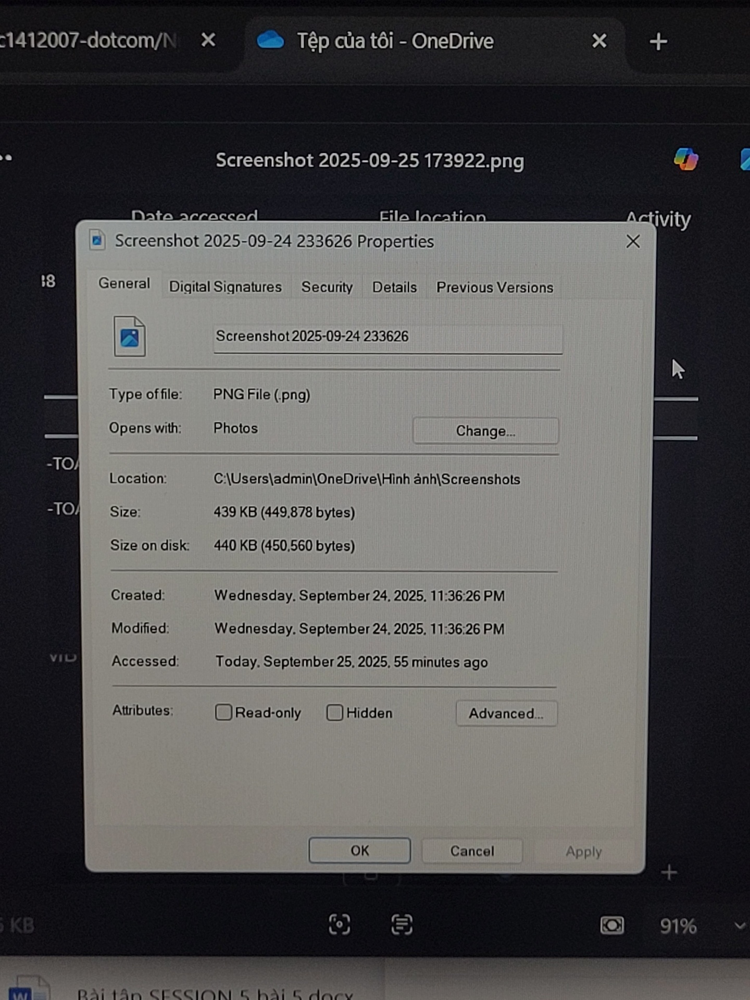 c1412007-dotcom/N
Tệp của tôi - OneDrive
Screenshot 2025-09-25 173922.png
Date accessed File location Activity
Screenshot 2025-09-24 233626 Properties
General Digital Signatures Security Details Previous Versions
Screenshot 2025-09-24 233626
Type of file: PNG File (.png)
Opens with: Photos Change...
Location: C:\Users\admin\OneDrive\Hình ảnh\Screenshots
-TO
Size: 439 KB (449,878 bytes)
-TO
Size on disk: 440 KB (450,560 bytes)
Created: Wednesday, September 24, 2025, 11:36:26 PM
Modified: Wednesday, September 24, 2025, 11:36:26 PM
Accessed: Today, September 25, 2025, 55 minutes ago
Attributes: Read-only Hidden Advanced...
OK Cancel Apply
KB 91%
Bài tập SESSION 5 bài 5.docx